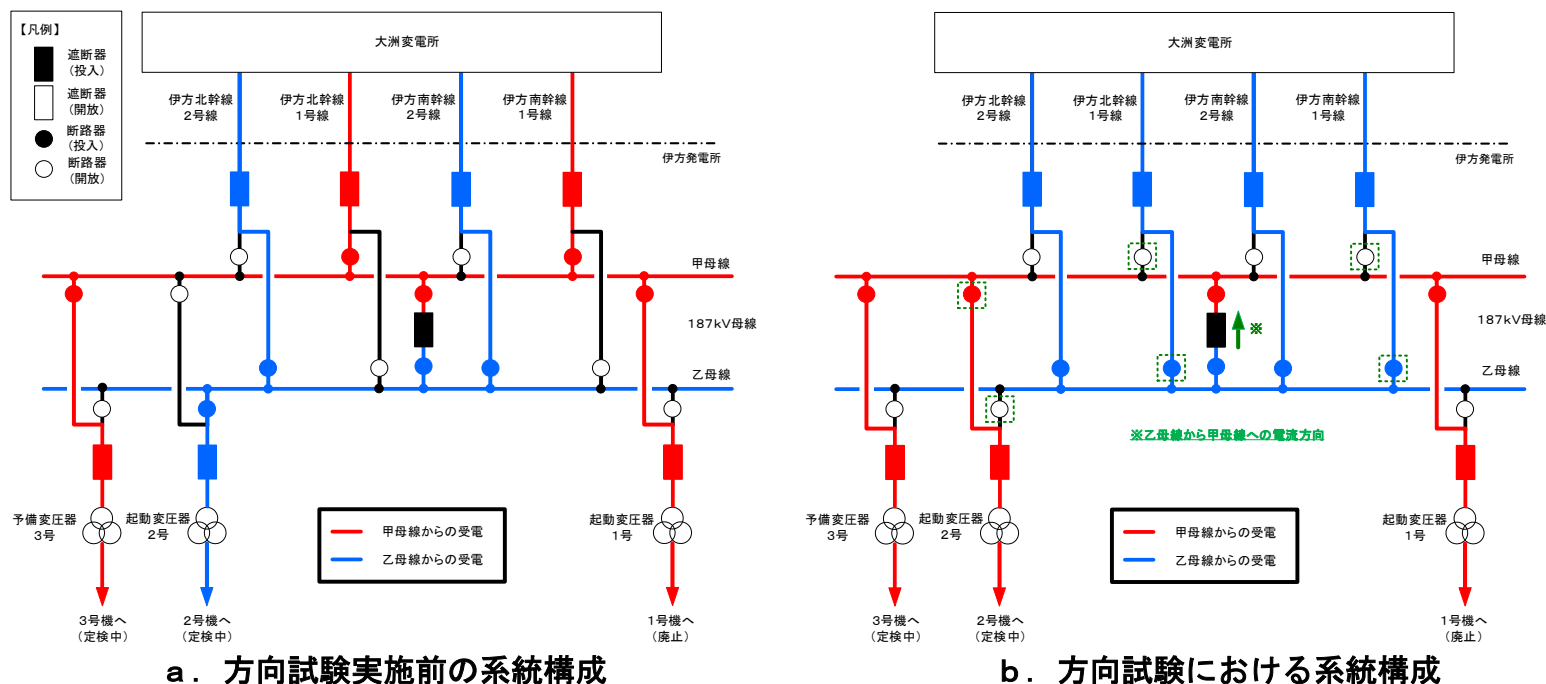 【凡例】
遮断器
(投入)
遮断器
(開放)
断路器
(投入)
断路器
(開放)
大洲変電所
伊方北幹線
2号線
伊方北幹線
1号線
伊方南幹線
2号線
伊方南幹線
1号線
伊方発電所
甲母線
187kV母線
乙母線
予備変圧器
3号
起動変圧器
2号
起動変圧器
1号
甲母線からの受電
乙母線からの受電
3号機へ
(定検中)
2号機へ
(定検中)
1号機へ
(廃止)
a. 方向試験実施前の系統構成
大洲変電所
伊方北幹線
2号線
伊方北幹線
1号線
伊方南幹線
2号線
伊方南幹線
1号線
伊方発電所
甲母線
※
187kV母線
乙母線
※乙母線から甲母線への電流方向
予備変圧器
3号
起動変圧器
2号
起動変圧器
1号
甲母線からの受電
乙母線からの受電
3号機へ
(定検中)
2号機へ
(定検中)
1号機へ
(廃止)
b. 方向試験における系統構成